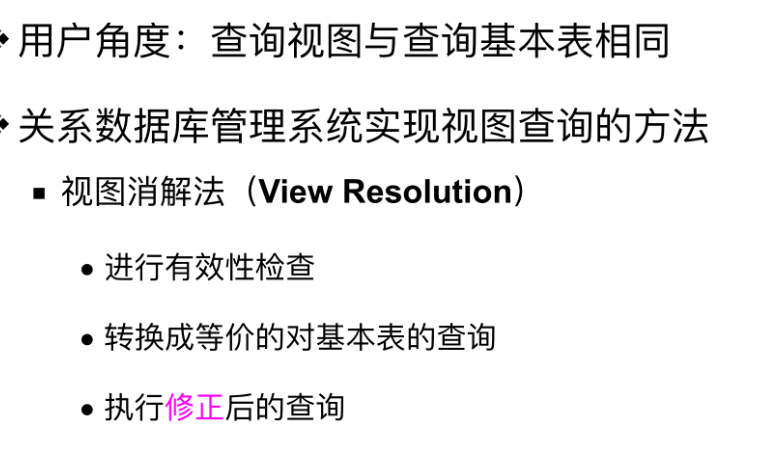 用户角度：查询视图与查询基本表相同
关系数据库管理系统实现视图查询的方法
视图消解法（View Resolution）
进行有效性检查
转换成等价的对基本表的查询
执行修正后的查询